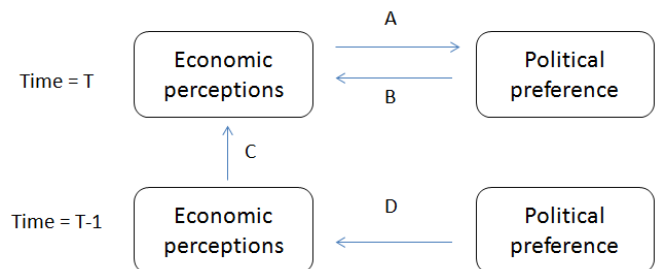 A
Economic
perceptions
Political
preference
Time = T
B
C
Economic
perceptions
D
Political
preference
Time = T-1